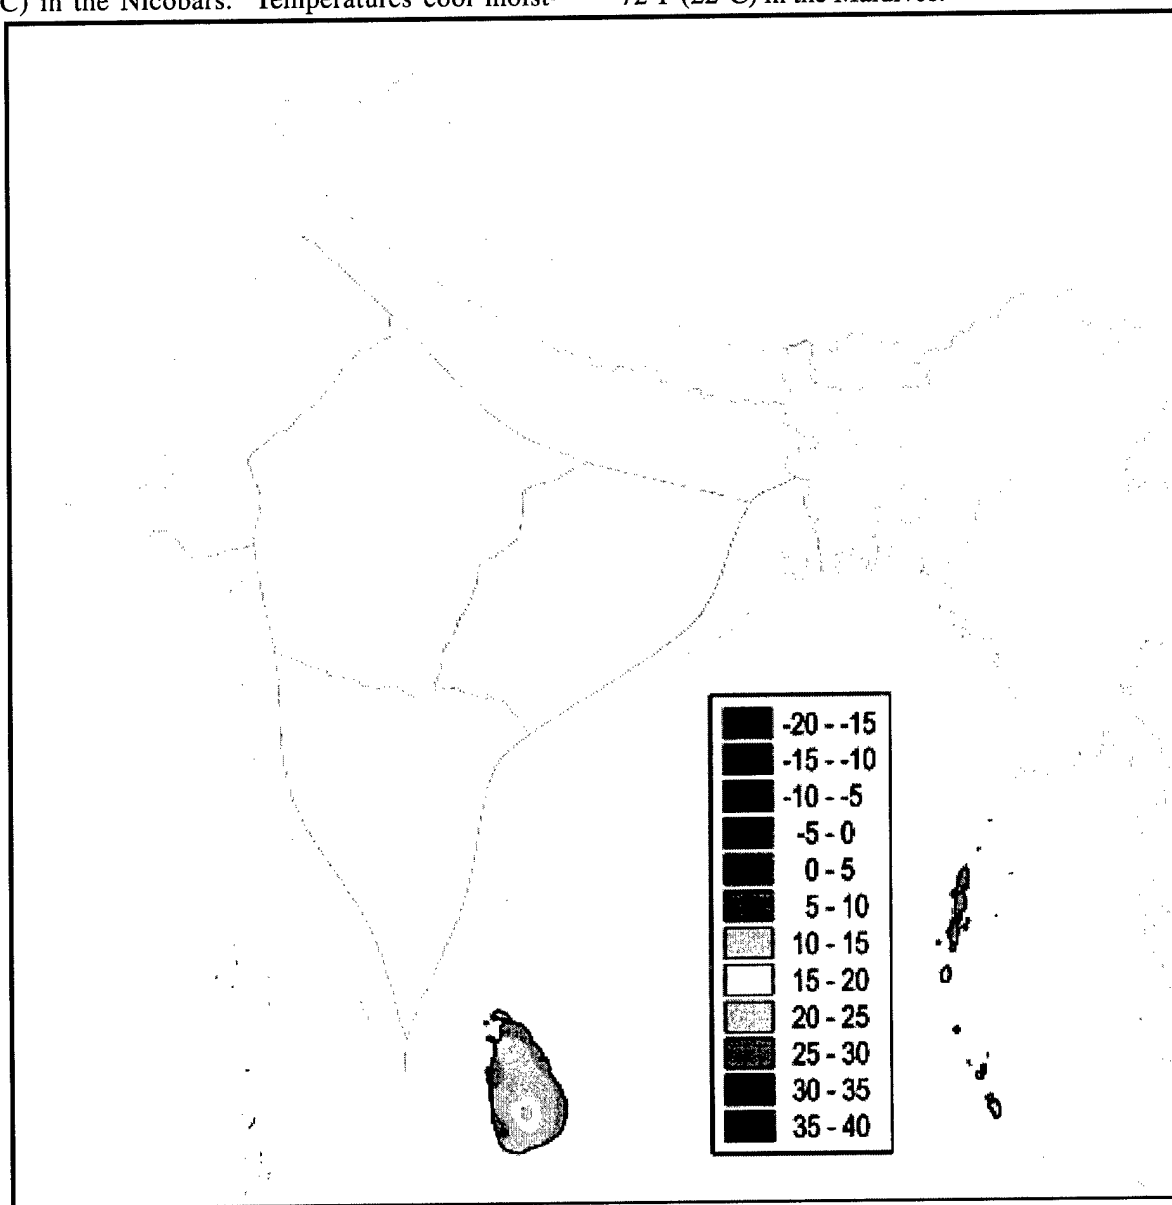 C) in the Nicobars. Temperatures cool moist-
72°F (22°C) in the Maldives.
-20 - -15
-15 - -10
-10 - -5
-5 - 0
0 - 5
5 - 10
10 - 15
15 - 20
20 - 25
25 - 30
30 - 35
35 - 40